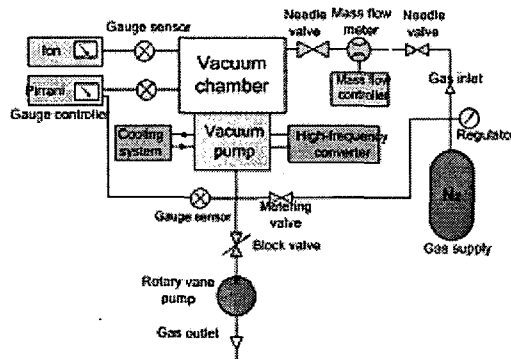 Gauge sensor
Needle
valve
Mass flow
meter
Needle
valve
Ion
Vacuum
chamber
Mass flow
controller
Gas inlet
Pirrani
Gauge controller
Cooling
system
Vacuum
pump
High-frequency
converter
Regulator
Gauge sensor
Metering
valve
N₂
Gas supply
Block valve
Rotary vane
pump
Gas outlet